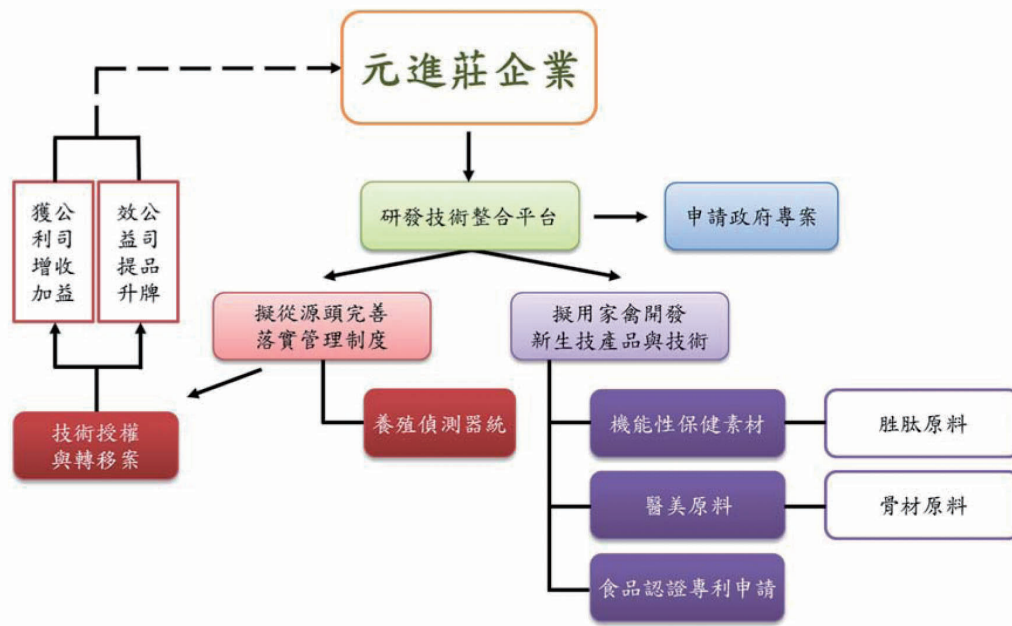 元進莊企業
研發技術整合平台
申請政府專案
公司收益
獲利增加
公司品牌
效益提升
擬從源頭完善
落實管理制度
擬用家禽開發
新生技產品與技術
技術授權
與轉移案
養殖偵測器統
機能性保健素材
胜肽原料
醫美原料
骨材原料
食品認證專利申請